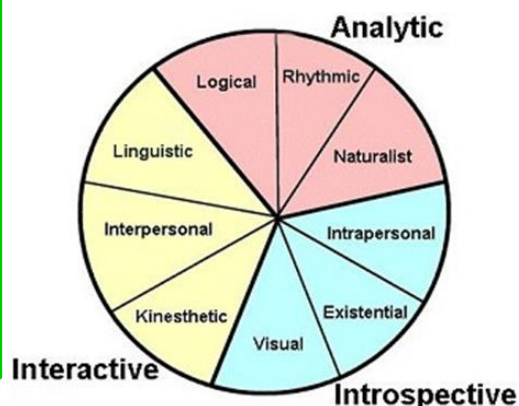 Analytic
Logical
Rhythmic
Naturalist
Linguistic
Interpersonal
Intrapersonal
Kinesthetic
Existential
Visual
Interactive
Introspective